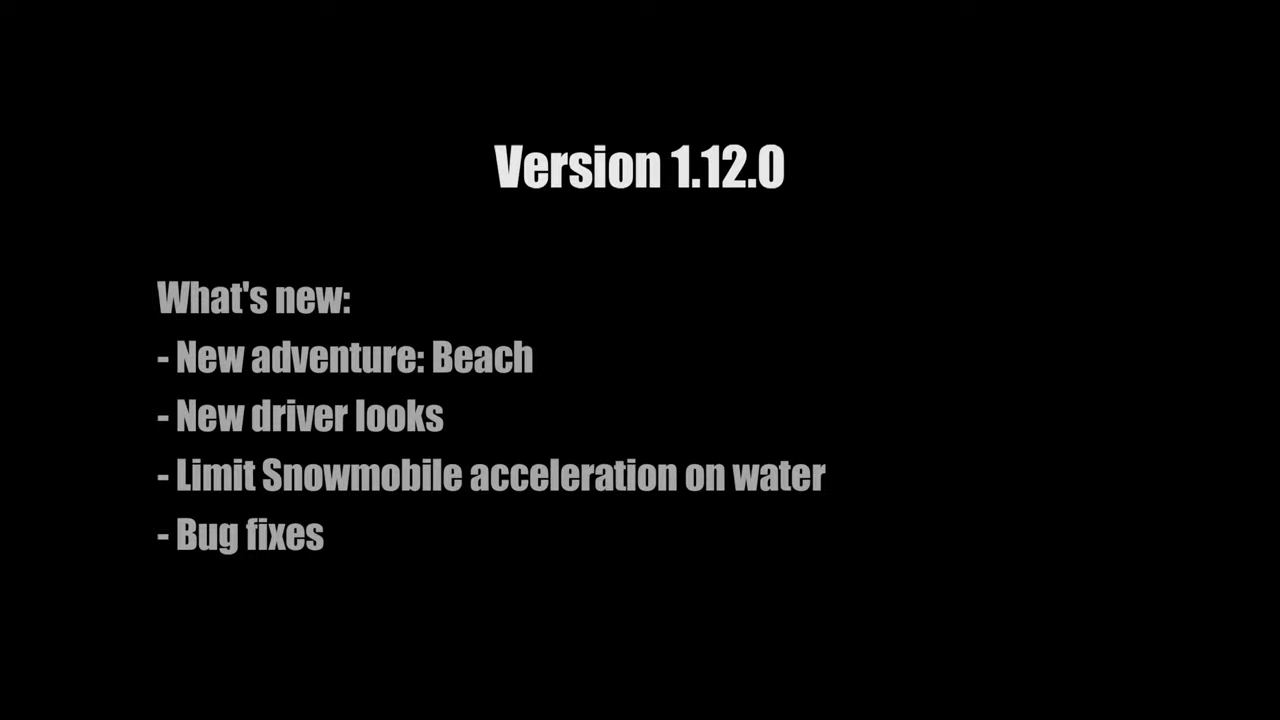 Version 1.12.0
What's new:
- New adventure: Beach
- New driver looks
- Limit Snowmobile acceleration on water
- Bug fixes